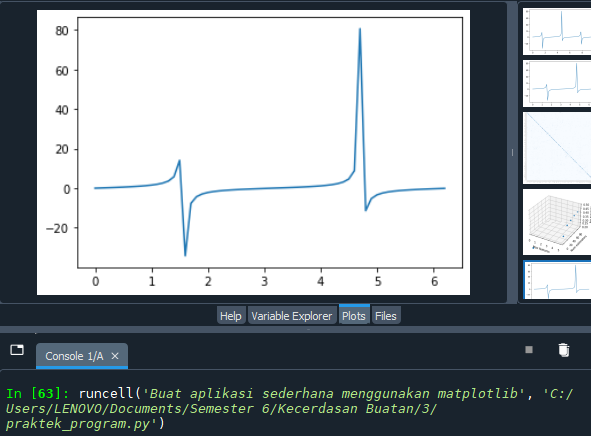 80
60
40
20
0
−20
0 1 2 3 4 5 6
Help Variable Explorer Plots Files
Console 1/A ×
In [63]: runcell('Buat aplikasi sederhana menggunakan matplotlib', 'C:/
Users/LENOVO/Documents/Semester 6/Kecerdasan Buatan/3/
praktek_program.py')